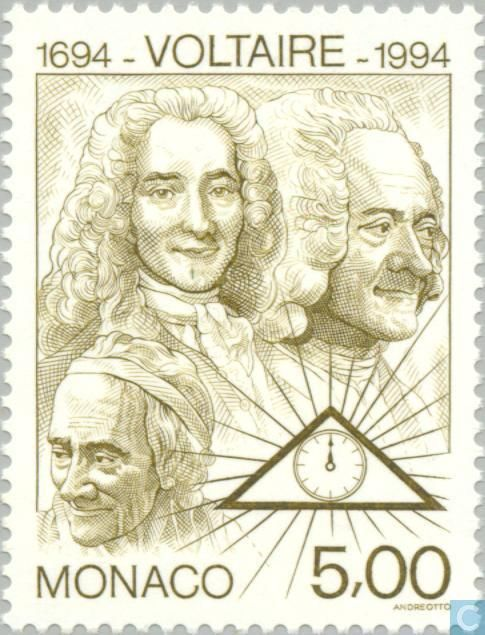 1694 ~ VOLTAIRE ~ 1994
MONACO 5,00
ANDREOTTO
C